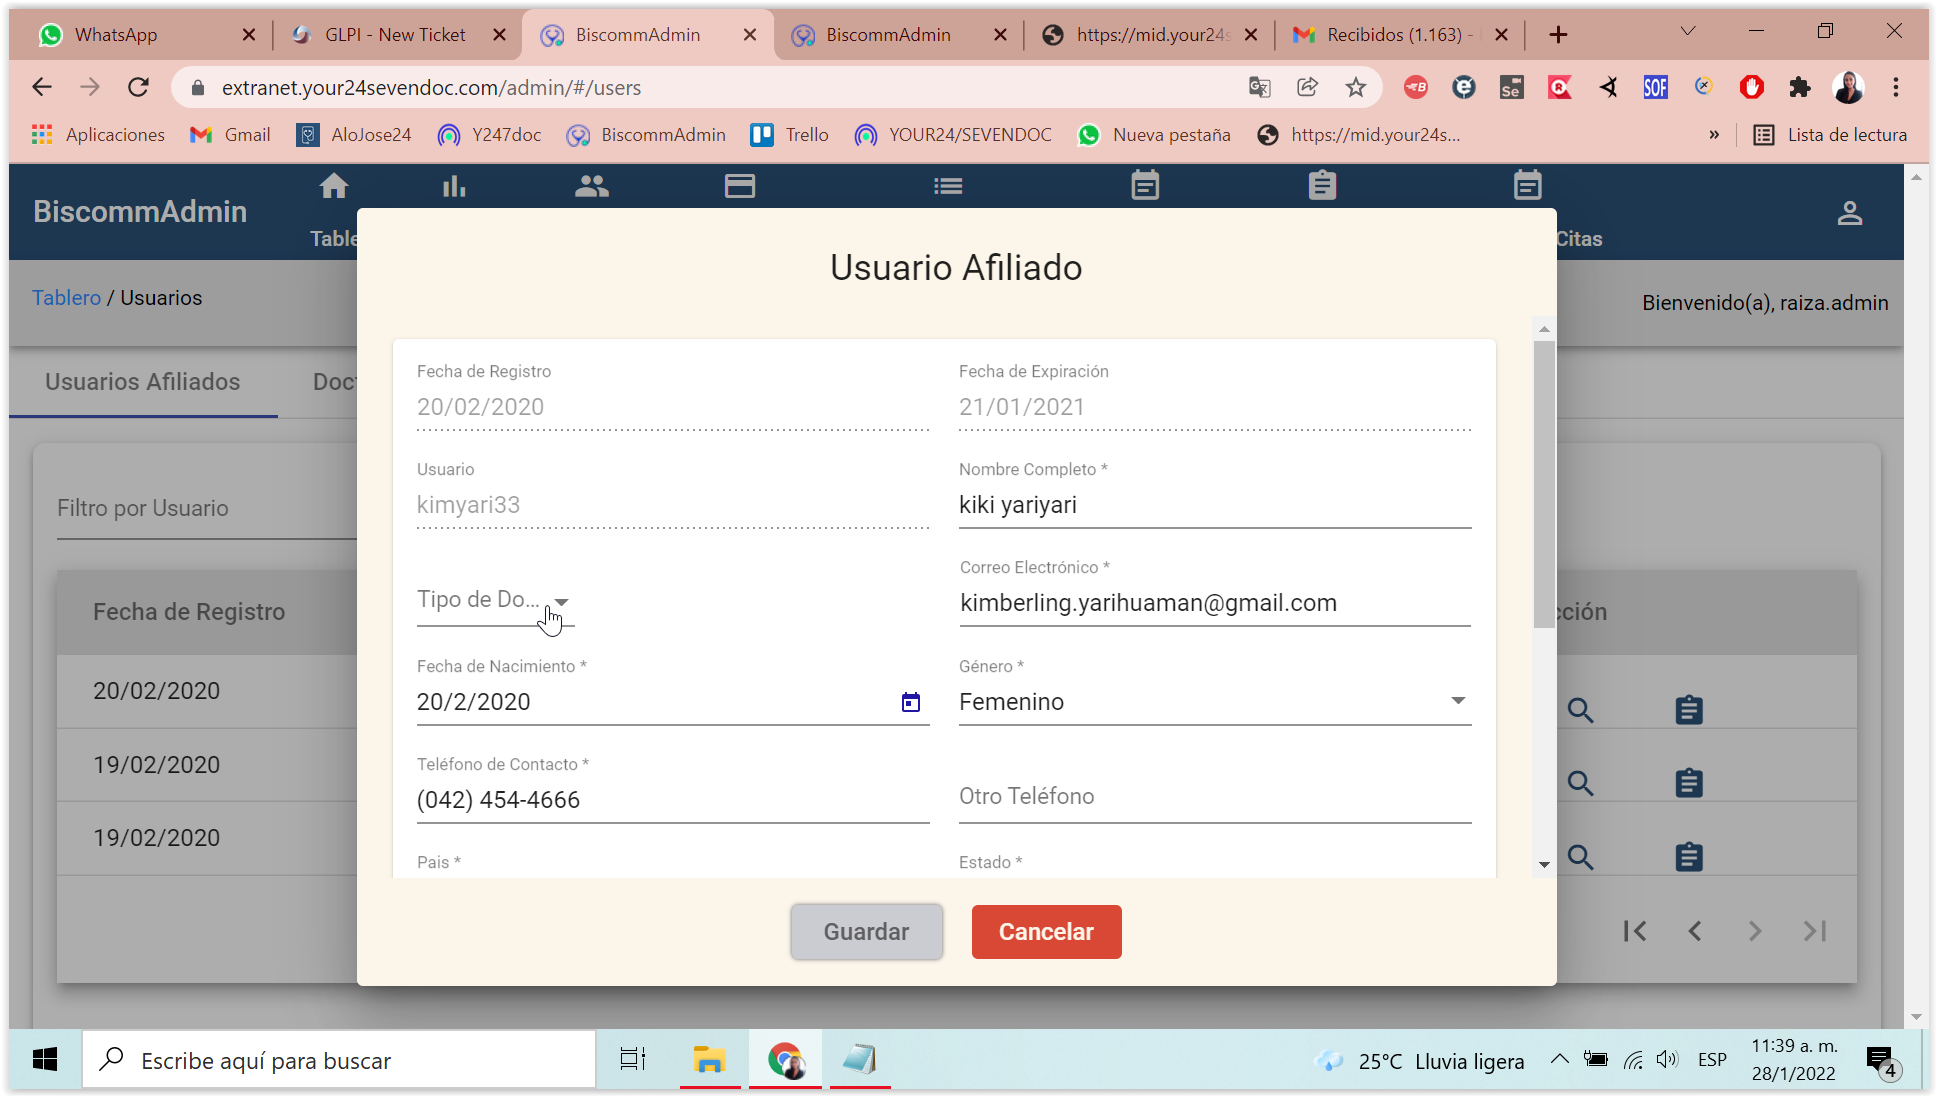 WhatsApp
GLPI - New Ticket
BiscommAdmin
BiscommAdmin
https://mid.your24s
Recibidos (1.163) -
extranet.your24sevendoc.com/admin/#/users
Se
SOF
Aplicaciones
Gmail
AloJose24
Y247doc
BiscommAdmin
Trello
YOUR24/SEVENDOC
Nueva pestaña
https://mid.your24s...
»
Lista de lectura
BiscommAdmin
Table
Citas
Tablero / Usuarios
Bienvenido(a), raiza.admin
Usuarios Afiliados
Doct
Filtro por Usuario
Fecha de Registro
cción
20/02/2020
19/02/2020
19/02/2020
Usuario Afiliado
Fecha de Registro
20/02/2020
Fecha de Expiración
21/01/2021
Usuario
kimyari33
Nombre Completo *
kiki yariyari
Tipo de Do...
Correo Electrónico *
kimberling.yarihuaman@gmail.com
Fecha de Nacimiento *
20/2/2020
Género *
Femenino
Teléfono de Contacto *
(042) 454-4666
Otro Teléfono
Pais *
Estado *
Guardar
Cancelar
Escribe aquí para buscar
25°C Lluvia ligera
ESP
11:39 a. m.
28/1/2022
4